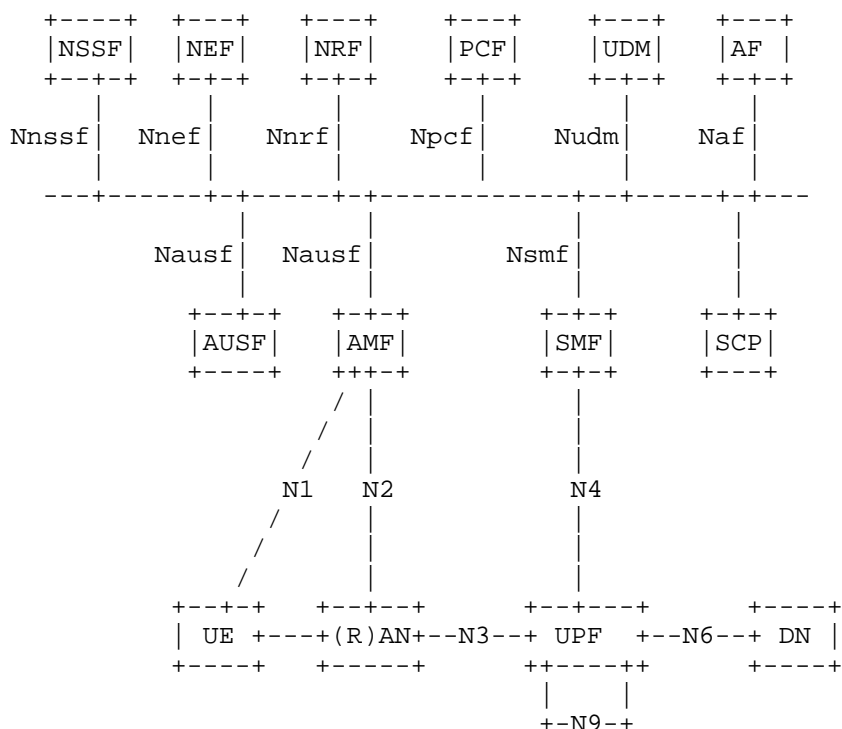 NSSF NEF NRF PCF UDM AF
Nnssf Nnef Nnrf Npcf Nudm Naf
Nausf Nausf Nsmf
AUSF AMF SMF SCP
N1 N2 N4
UE (R)AN N3 UPF N6 DN
N9